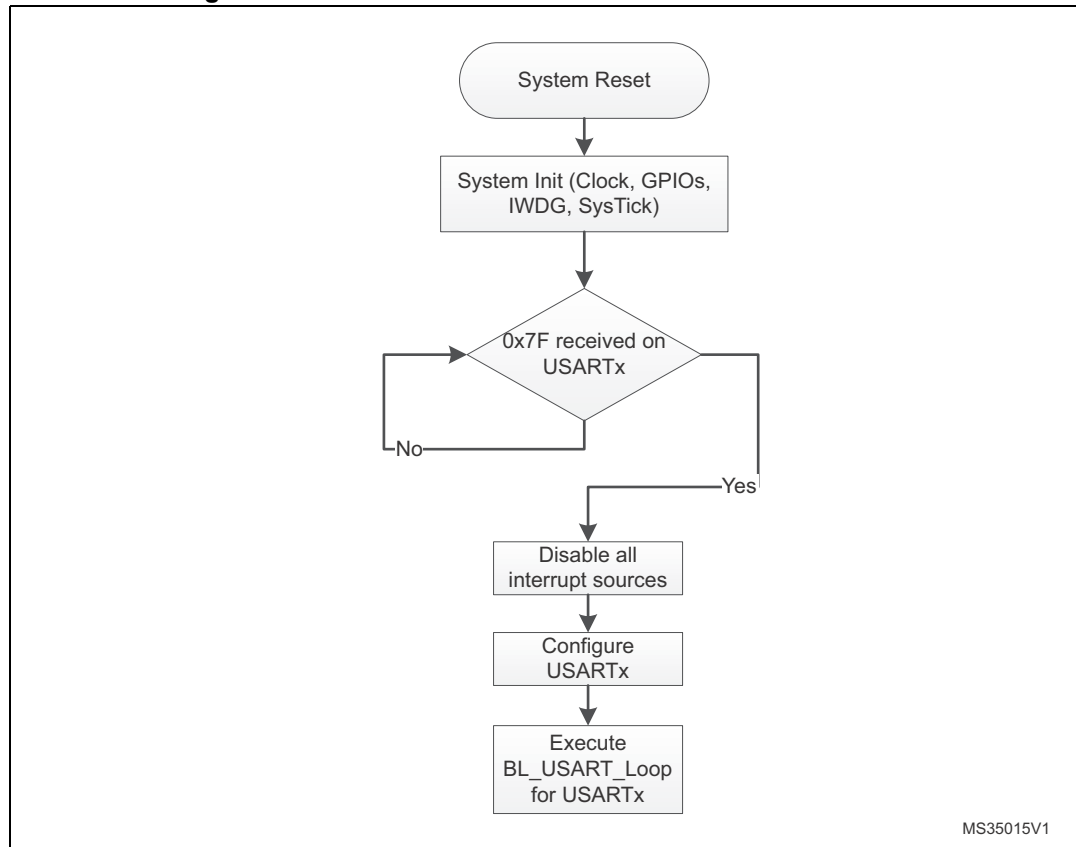 System Reset
System Init (Clock, GPIOs,
IWDG, SysTick)
0x7F received on
USARTx
No
Yes
Disable all
interrupt sources
Configure
USARTx
Execute
BL_USART_Loop
for USARTx
MS35015V1